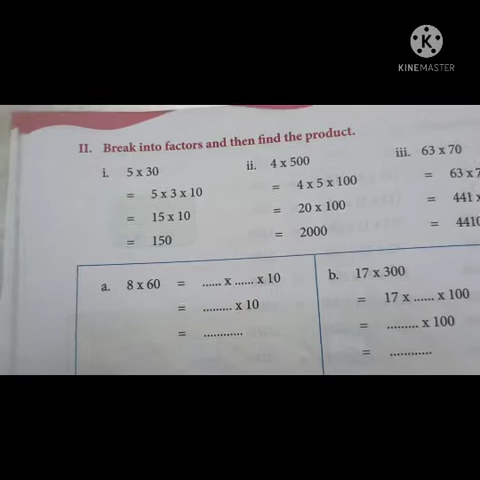 K
KINEMASTER
II. Break into factors and then find the product.
i. 5 x 30
= 5 x 3 x 10
= 15 x 10
= 150
ii. 4 x 500
= 4 x 5 x 100
= 20 x 100
= 2000
iii. 63 x 70
= 63 x 7
= 441 x
= 4410
a. 8 x 60 = ...... x ...... x 10
= ......... x 10
= ............
b. 17 x 300
= 17 x ...... x 100
= ......... x 100
= ............